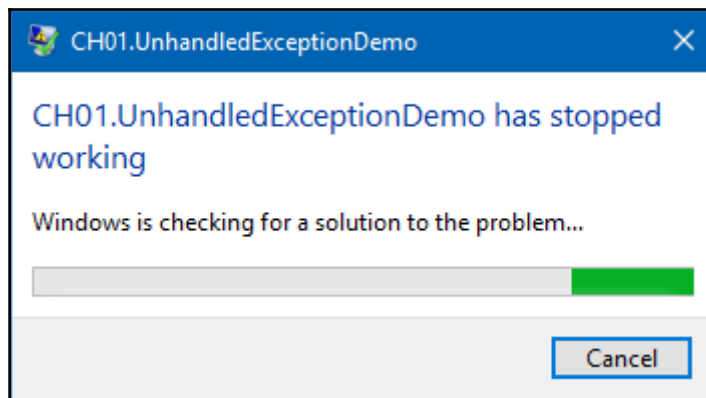 CH01.UnhandledExceptionDemo
CH01.UnhandledExceptionDemo has stopped
working
Windows is checking for a solution to the problem...
Cancel